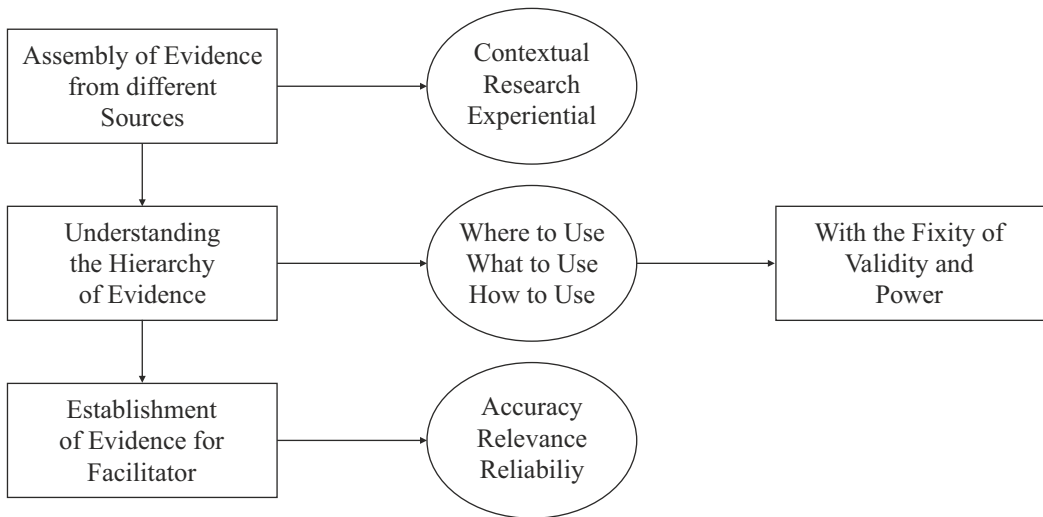 Assembly of Evidence
from different
Sources
Contextual
Research
Experiential
Understanding
the Hierarchy
of Evidence
Where to Use
What to Use
How to Use
With the Fixity of
Validity and
Power
Establishment
of Evidence for
Facilitator
Accuracy
Relevance
Reliabiliy